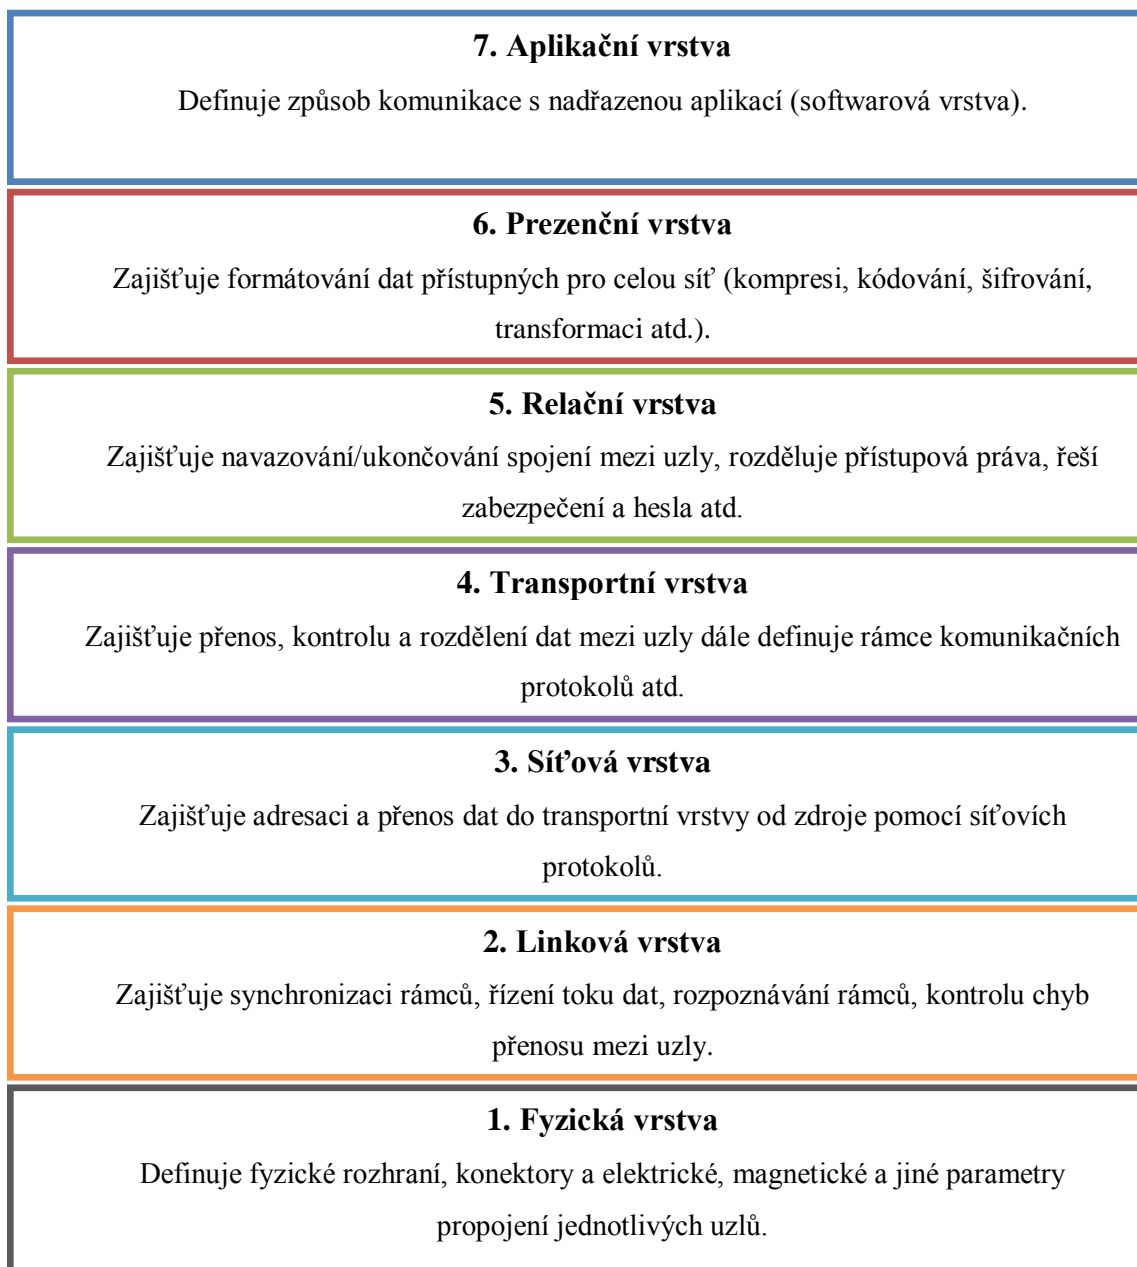 7. Aplikační vrstva
Definuje způsob komunikace s nadřazenou aplikací (softwarová vrstva).
6. Prezenční vrstva
Zajišťuje formátování dat přístupných pro celou síť (kompresi, kódování, šifrování,
transformaci atd.).
5. Relační vrstva
Zajišťuje navazování/ukončování spojení mezi uzly, rozděluje přístupová práva, řeší
zabezpečení a hesla atd.
4. Transportní vrstva
Zajišťuje přenos, kontrolu a rozdělení dat mezi uzly dále definuje rámce komunikačních
protokolů atd.
3. Síťová vrstva
Zajišťuje adresaci a přenos dat do transportní vrstvy od zdroje pomocí síťovích
protokolů.
2. Linková vrstva
Zajišťuje synchronizaci rámců, řízení toku dat, rozpoznávání rámců, kontrolu chyb
přenosu mezi uzly.
1. Fyzická vrstva
Definuje fyzické rozhraní, konektory a elektrické, magnetické a jiné parametry
propojení jednotlivých uzlů.